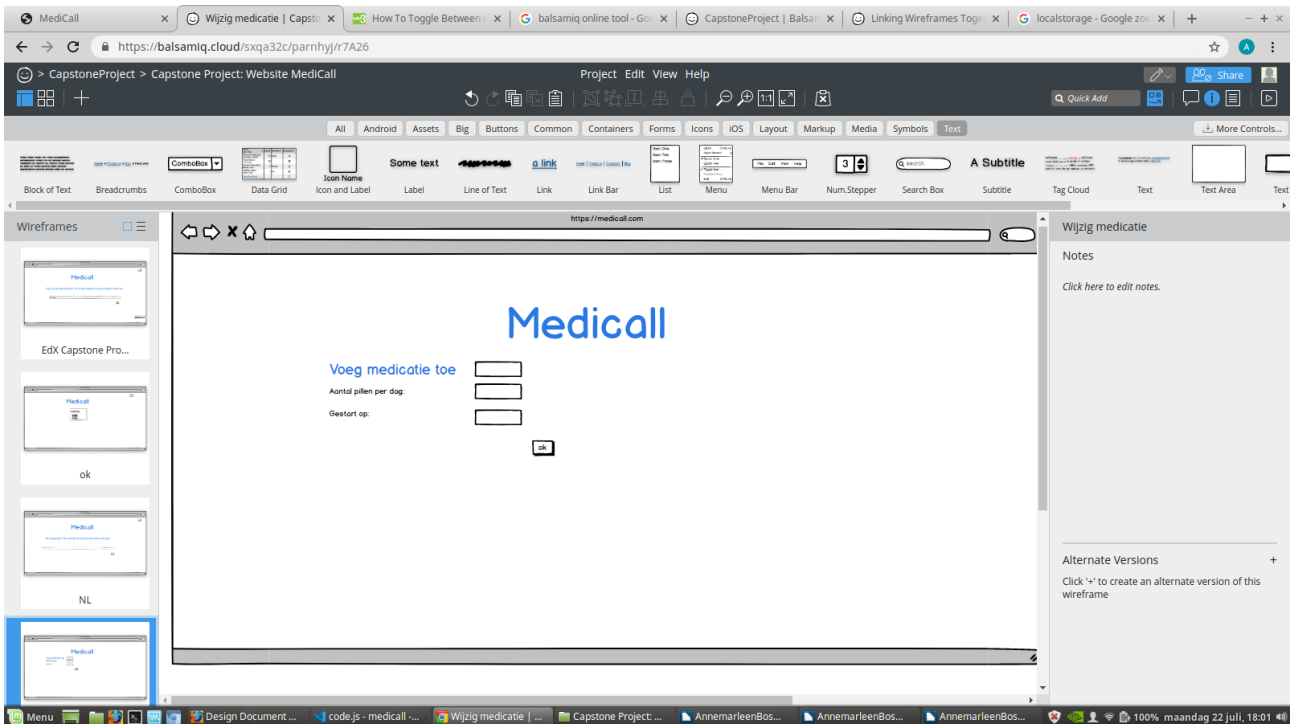 MediCall
Wijzig medicatie | Capsto
How To Toggle Between
balsamiq online tool - Goo
CapstoneProject | Balsam
Linking Wireframes Toge
localstorage - Google zoe
https://balsamiq.cloud/sxqa32c/parnhyj/r7A26
A
> CapstoneProject > Capstone Project: Website MediCall
Project Edit View Help
Share
1:1
Quick Add
All Android Assets Big Buttons Common Containers Forms Icons iOS Layout Markup Media Symbols Text
More Controls...
ComboBox
Some text
a link
3
search
A Subtitle
Icon Name
Block of Text Breadcrumbs ComboBox Data Grid Icon and Label Label Line of Text Link Link Bar List Menu Menu Bar Num.Stepper Search Box Subtitle Tag Cloud Text Text Area Text
Wireframes
https://medicall.com
Wijzig medicatie
Notes
Click here to edit notes.
Medicall
EdX Capstone Pro...
Medicall
ok
Medicall
NL
Medicall
Medicall
Voeg medicatie toe
Aantal pillen per dag:
Gestart op:
ok
Alternate Versions +
Click '+' to create an alternate version of this
wireframe
Menu
Design Document ...
code.js - medicall -...
Wijzig medicatie | ...
Capstone Project: ...
AnnemarleenBos...
AnnemarleenBos...
AnnemarleenBos...
100% maandag 22 juli, 18:01